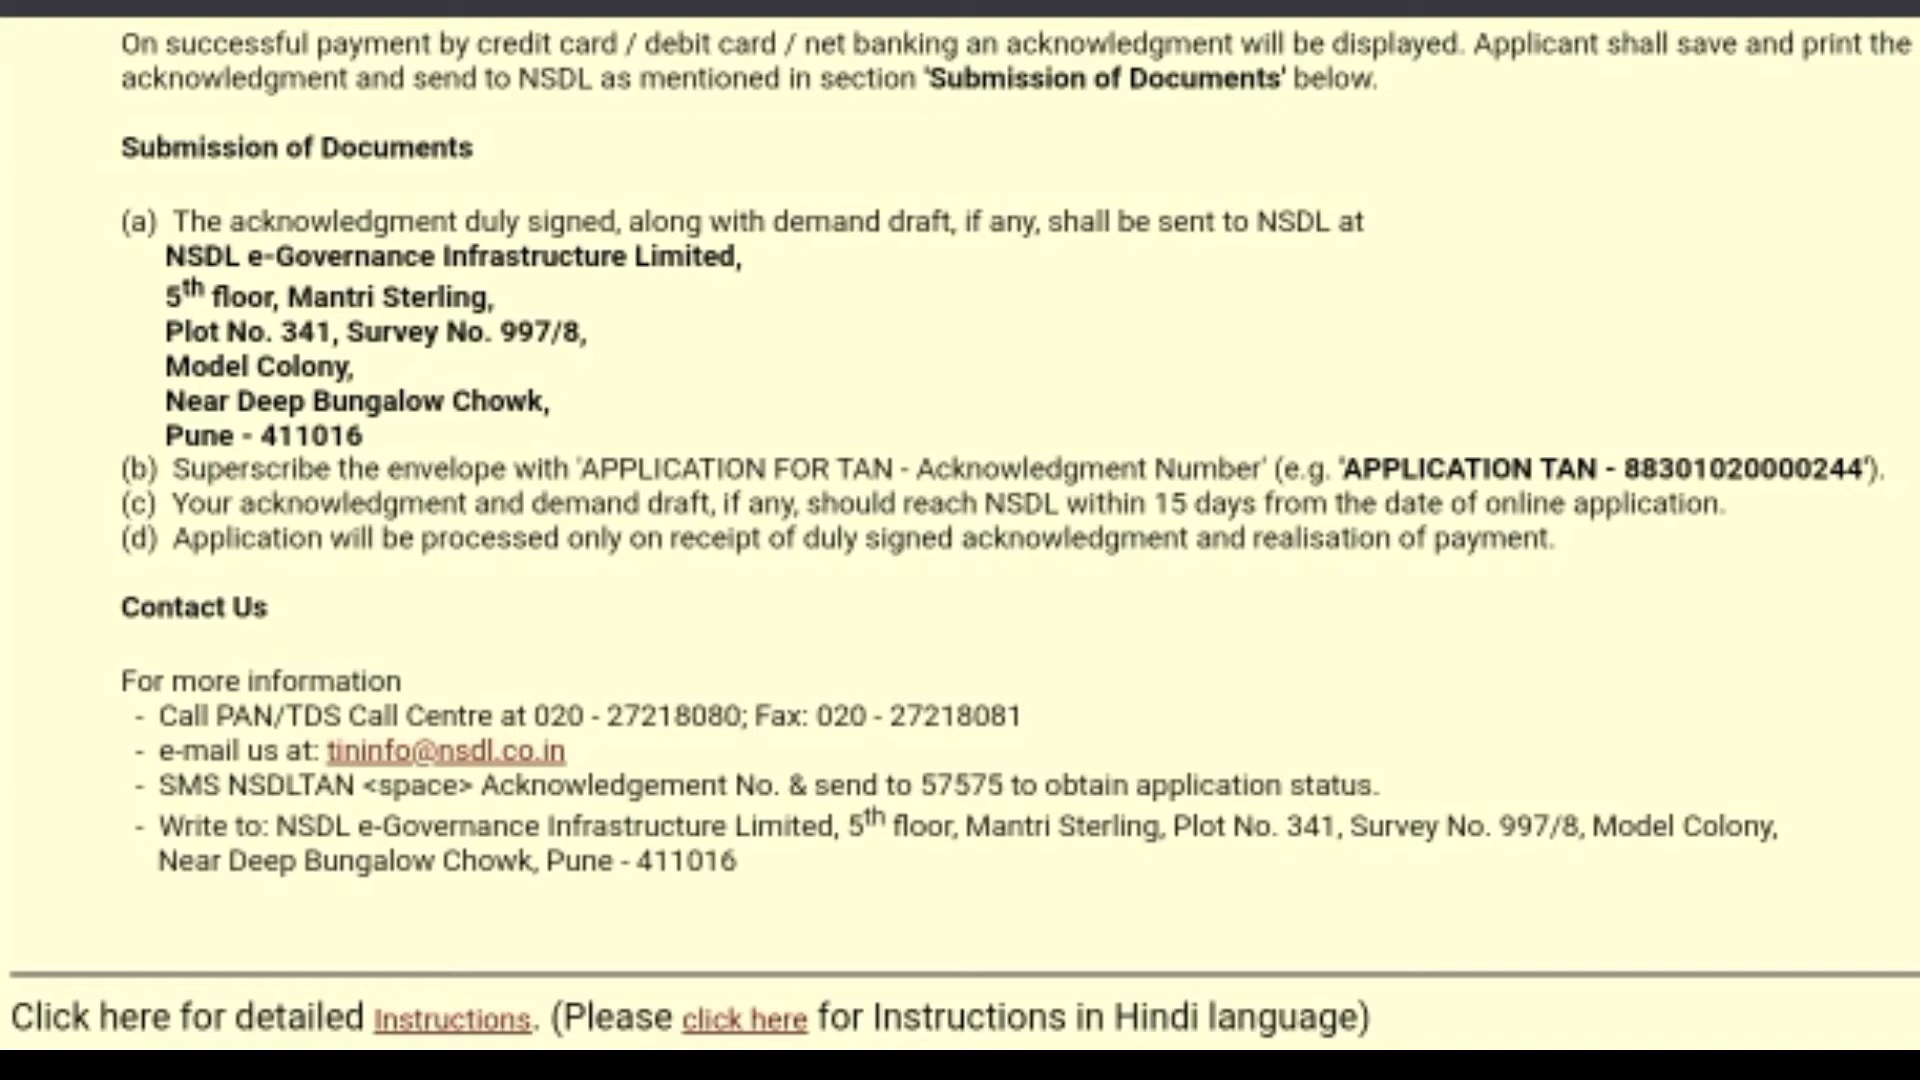 On successful payment by credit card / debit card / net banking an acknowledgment will be displayed. Applicant shall save and print the
acknowledgment and send to NSDL as mentioned in section 'Submission of Documents' below.
Submission of Documents
(a) The acknowledgment duly signed, along with demand draft, if any, shall be sent to NSDL at
NSDL e-Governance Infrastructure Limited,
5th floor, Mantri Sterling,
Plot No. 341, Survey No. 997/8,
Model Colony,
Near Deep Bungalow Chowk,
Pune - 411016
(b) Superscribe the envelope with 'APPLICATION FOR TAN - Acknowledgment Number' (e.g. 'APPLICATION TAN - 88301020000244').
(c) Your acknowledgment and demand draft, if any, should reach NSDL within 15 days from the date of online application.
(d) Application will be processed only on receipt of duly signed acknowledgment and realisation of payment.
Contact Us
For more information
- Call PAN/TDS Call Centre at 020 - 27218080; Fax: 020 - 27218081
- e-mail us at: tininfo@nsdl.co.in
- SMS NSDLTAN <space> Acknowledgement No. & send to 57575 to obtain application status.
- Write to: NSDL e-Governance Infrastructure Limited, 5th floor, Mantri Sterling, Plot No. 341, Survey No. 997/8, Model Colony,
Near Deep Bungalow Chowk, Pune - 411016
Click here for detailed Instructions. (Please click here for Instructions in Hindi language)